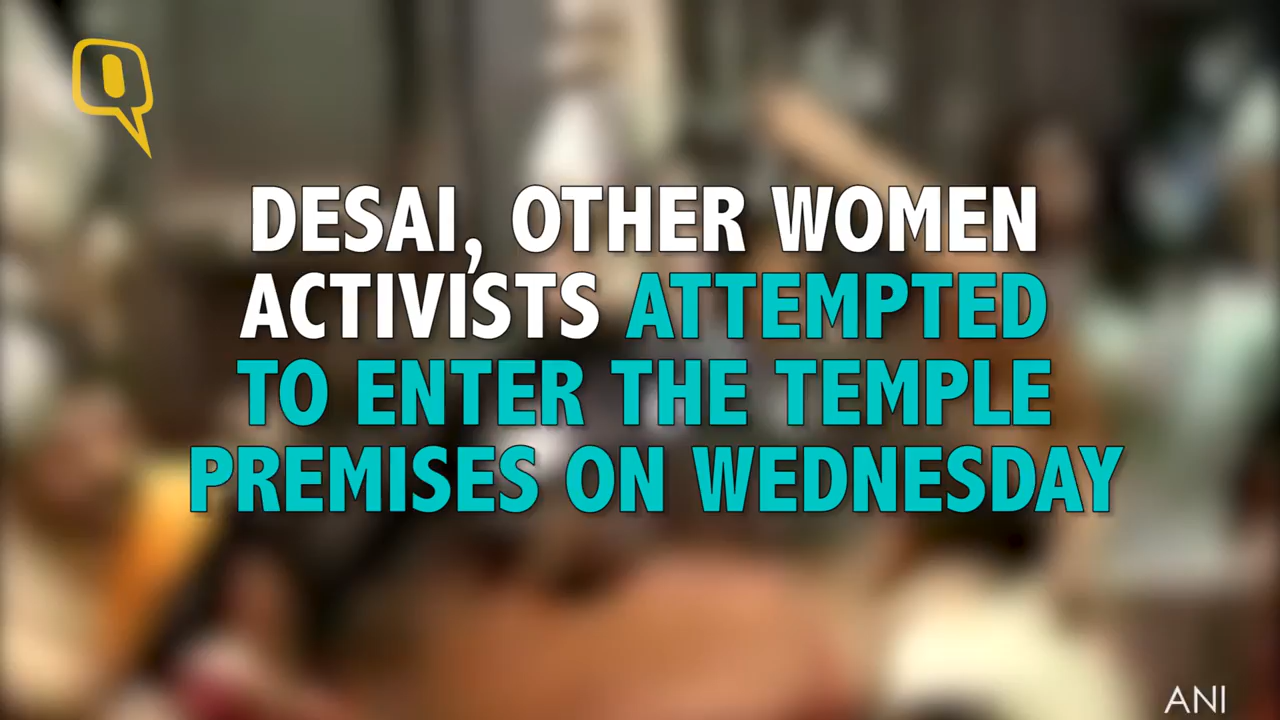 DESAI, OTHER WOMEN
ACTIVISTS ATTEMPTED
TO ENTER THE TEMPLE
PREMISES ON WEDNESDAY
ANI